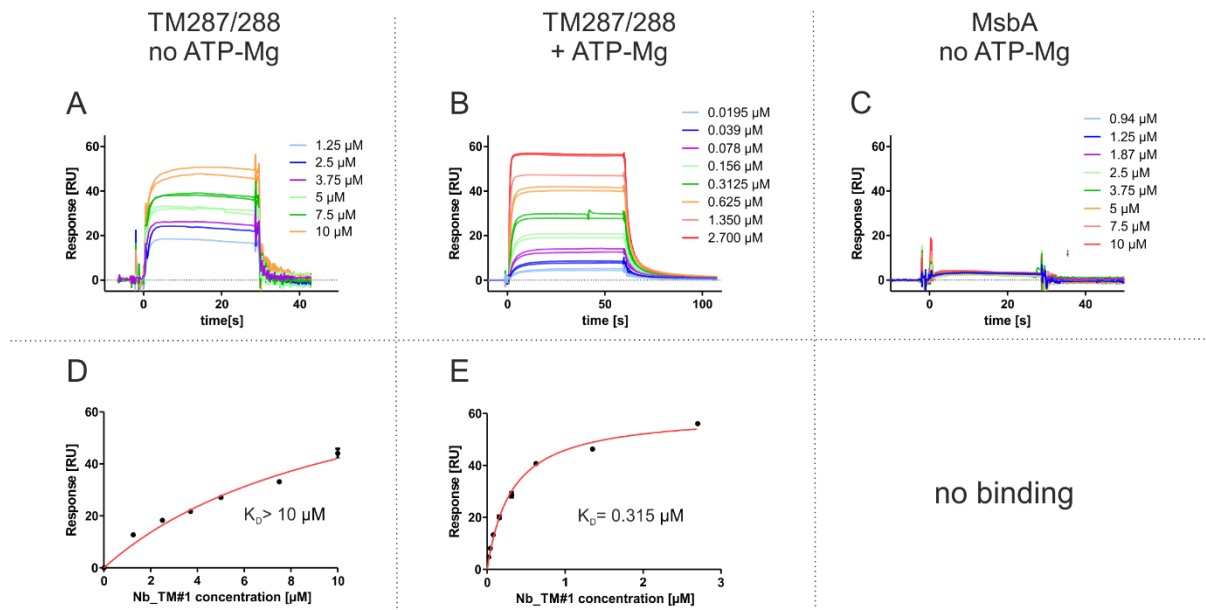 TM287/288
no ATP-Mg
TM287/288
+ ATP-Mg
MsbA
no ATP-Mg
A
Response [RU]
60
40
20
0
0
20
40
time[s]
1.25 µM
2.5 µM
3.75 µM
5 µM
7.5 µM
10 µM
B
Response [RU]
60
40
20
0
0
50
100
time [s]
0.0195 µM
0.039 µM
0.078 µM
0.156 µM
0.3125 µM
0.625 µM
1.350 µM
2.700 µM
C
Response [RU]
60
40
20
0
0
20
40
time [s]
0.94 µM
1.25 µM
1.87 µM
2.5 µM
3.75 µM
5 µM
7.5 µM
10 µM
D
Response [RU]
60
40
20
0
0
2
4
6
8
10
Nb_TM#1 concentration [µM]
KD> 10 µM
E
Response [RU]
60
40
20
0
0
1
2
3
Nb_TM#1 concentration [µM]
KD= 0.315 µM
no binding